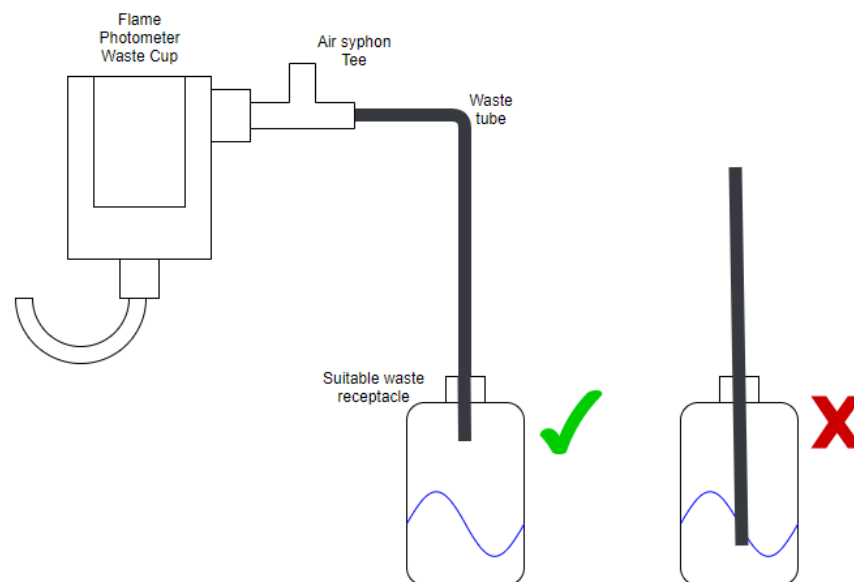 Flame
Photometer
Waste Cup
Air syphon
Tee
Waste
tube
Suitable waste
receptacle